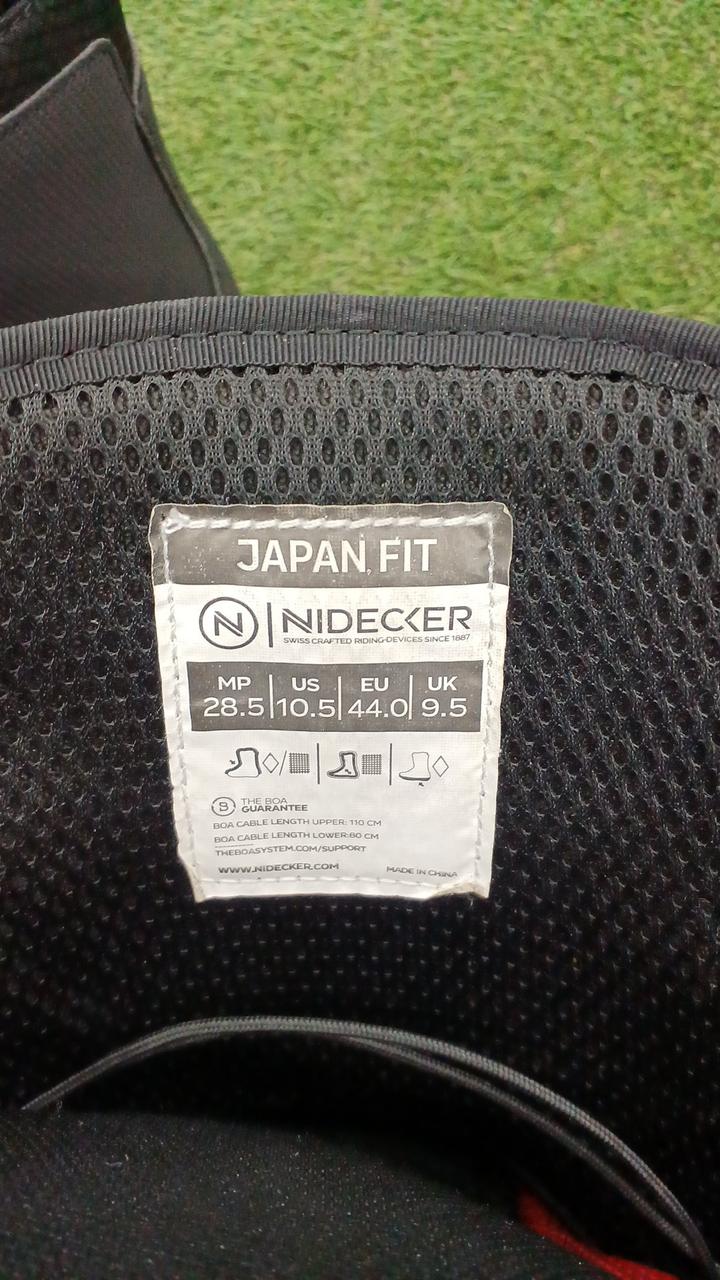 JAPAN FIT
N NIDECKER
SWISS CRAFTED RIDING DEVICES SINCE 1887
MP US EU UK
28.5 10.5 44.0 9.5
B THE BOA
GUARANTEE
BOA CABLE LENGTH UPPER: 110 CM
BOA CABLE LENGTH LOWER:80 CM
THEBOASYSTEM.COM/SUPPORT
WWW.NIDECKER.COM MADE IN CHINA